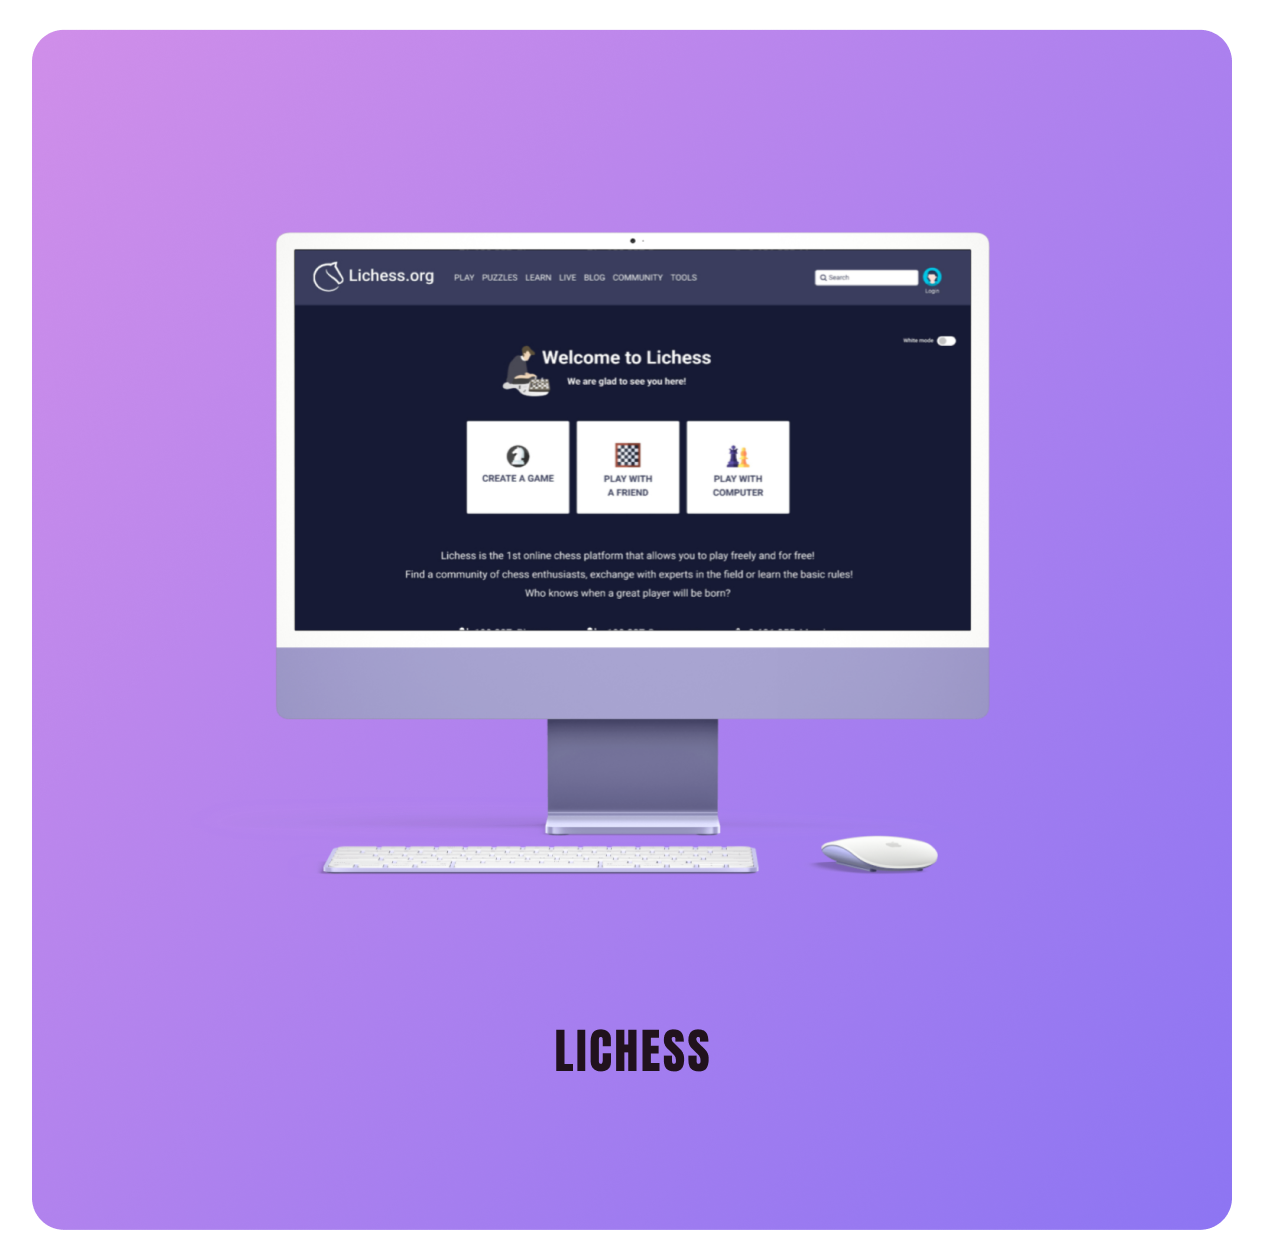 Lichess.org
PLAY PUZZLES LEARN LIVE BLOG COMMUNITY TOOLS
Search
Login
White mode
Welcome to Lichess
We are glad to see you here!
CREATE A GAME
PLAY WITH
A FRIEND
PLAY WITH
COMPUTER
Lichess is the 1st online chess platform that allows you to play freely and for free!
Find a community of chess enthusiasts, exchange with experts in the field or learn the basic rules!
Who knows when a great player will be born?
LICHESS